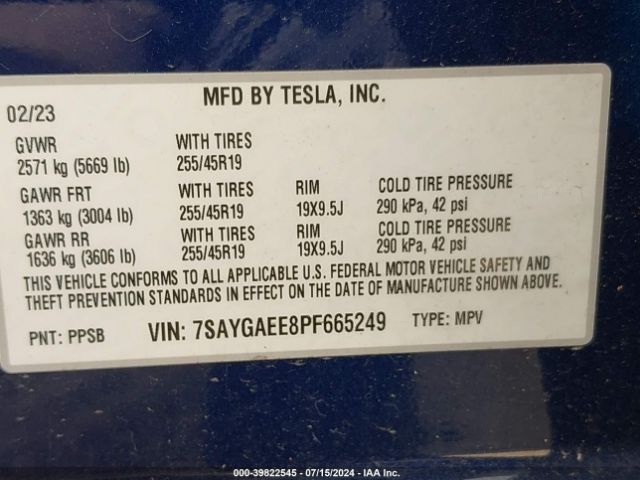 02/23 MFD BY TESLA, INC.
GVWR WITH TIRES
2571 kg (5669 lb) 255/45R19
GAWR FRT WITH TIRES RIM COLD TIRE PRESSURE
1363 kg (3004 lb) 255/45R19 19X9.5J 290 kPa, 42 psi
GAWR RR WITH TIRES RIM COLD TIRE PRESSURE
1636 kg (3606 lb) 255/45R19 19X9.5J 290 kPa, 42 psi
THIS VEHICLE CONFORMS TO ALL APPLICABLE U.S. FEDERAL MOTOR VEHICLE SAFETY AND
THEFT PREVENTION STANDARDS IN EFFECT ON THE DATE OF MANUFACTURE SHOWN ABOVE.
PNT: PPSB VIN: 7SAYGAEE8PF665249 TYPE: MPV
000-39822545 - 07/15/2024 - IAA Inc.